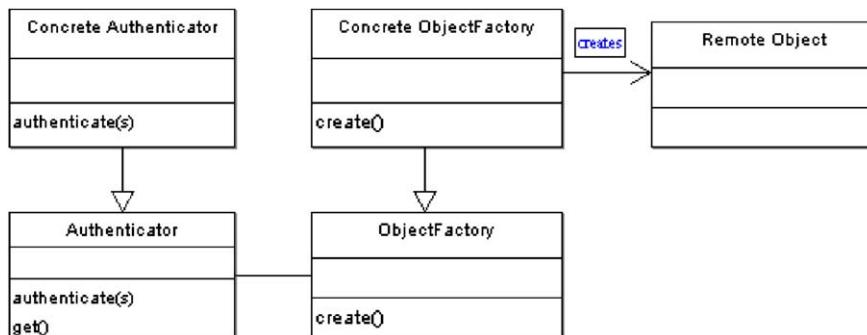 Concrete Authenticator
authenticate(s)
Concrete ObjectFactory
create()
creates
Remote Object
Authenticator
authenticate(s)
get()
ObjectFactory
create()